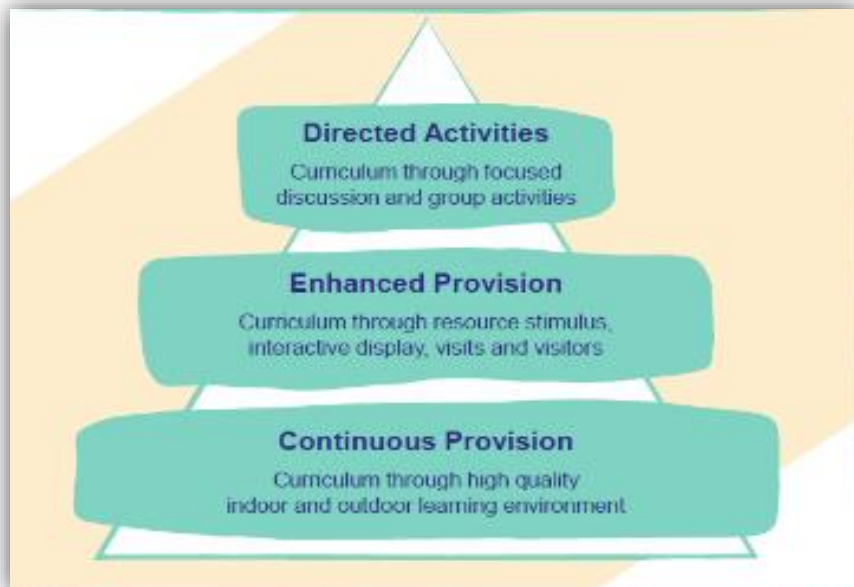 Directed Activities
Curriculum through focused
discussion and group activities
Enhanced Provision
Curriculum through resource stimulus,
interactive display, visits and visitors
Continuous Provision
Curriculum through high quality
indoor and outdoor learning environment